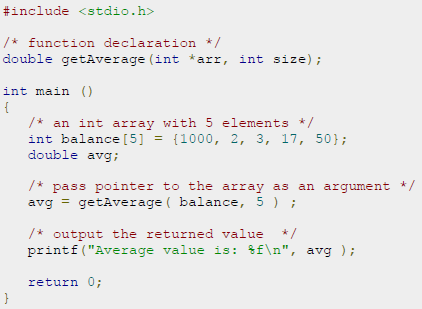 #include <stdio.h>
/* function declaration */
double getAverage(int *arr, int size);
int main ()
{
/* an int array with 5 elements */
int balance[5] = {1000, 2, 3, 17, 50};
double avg;
/* pass pointer to the array as an argument */
avg = getAverage( balance, 5 ) ;
/* output the returned value  */
printf("Average value is: %f\n", avg );
return 0;
}